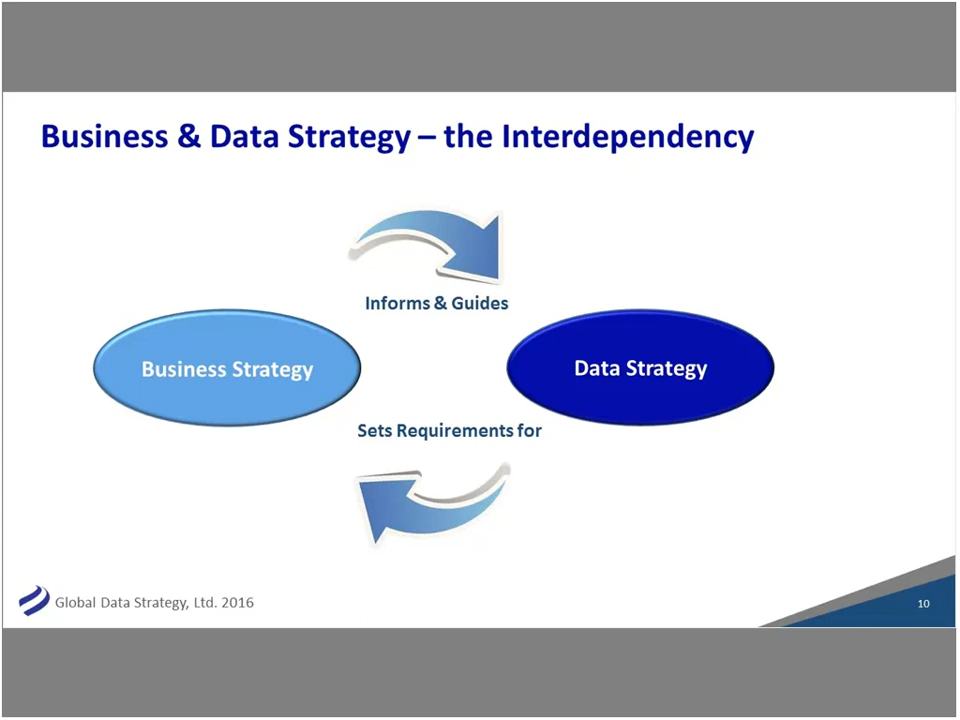 Business & Data Strategy – the Interdependency
Informs & Guides
Business Strategy
Data Strategy
Sets Requirements for
Global Data Strategy, Ltd. 2016
10